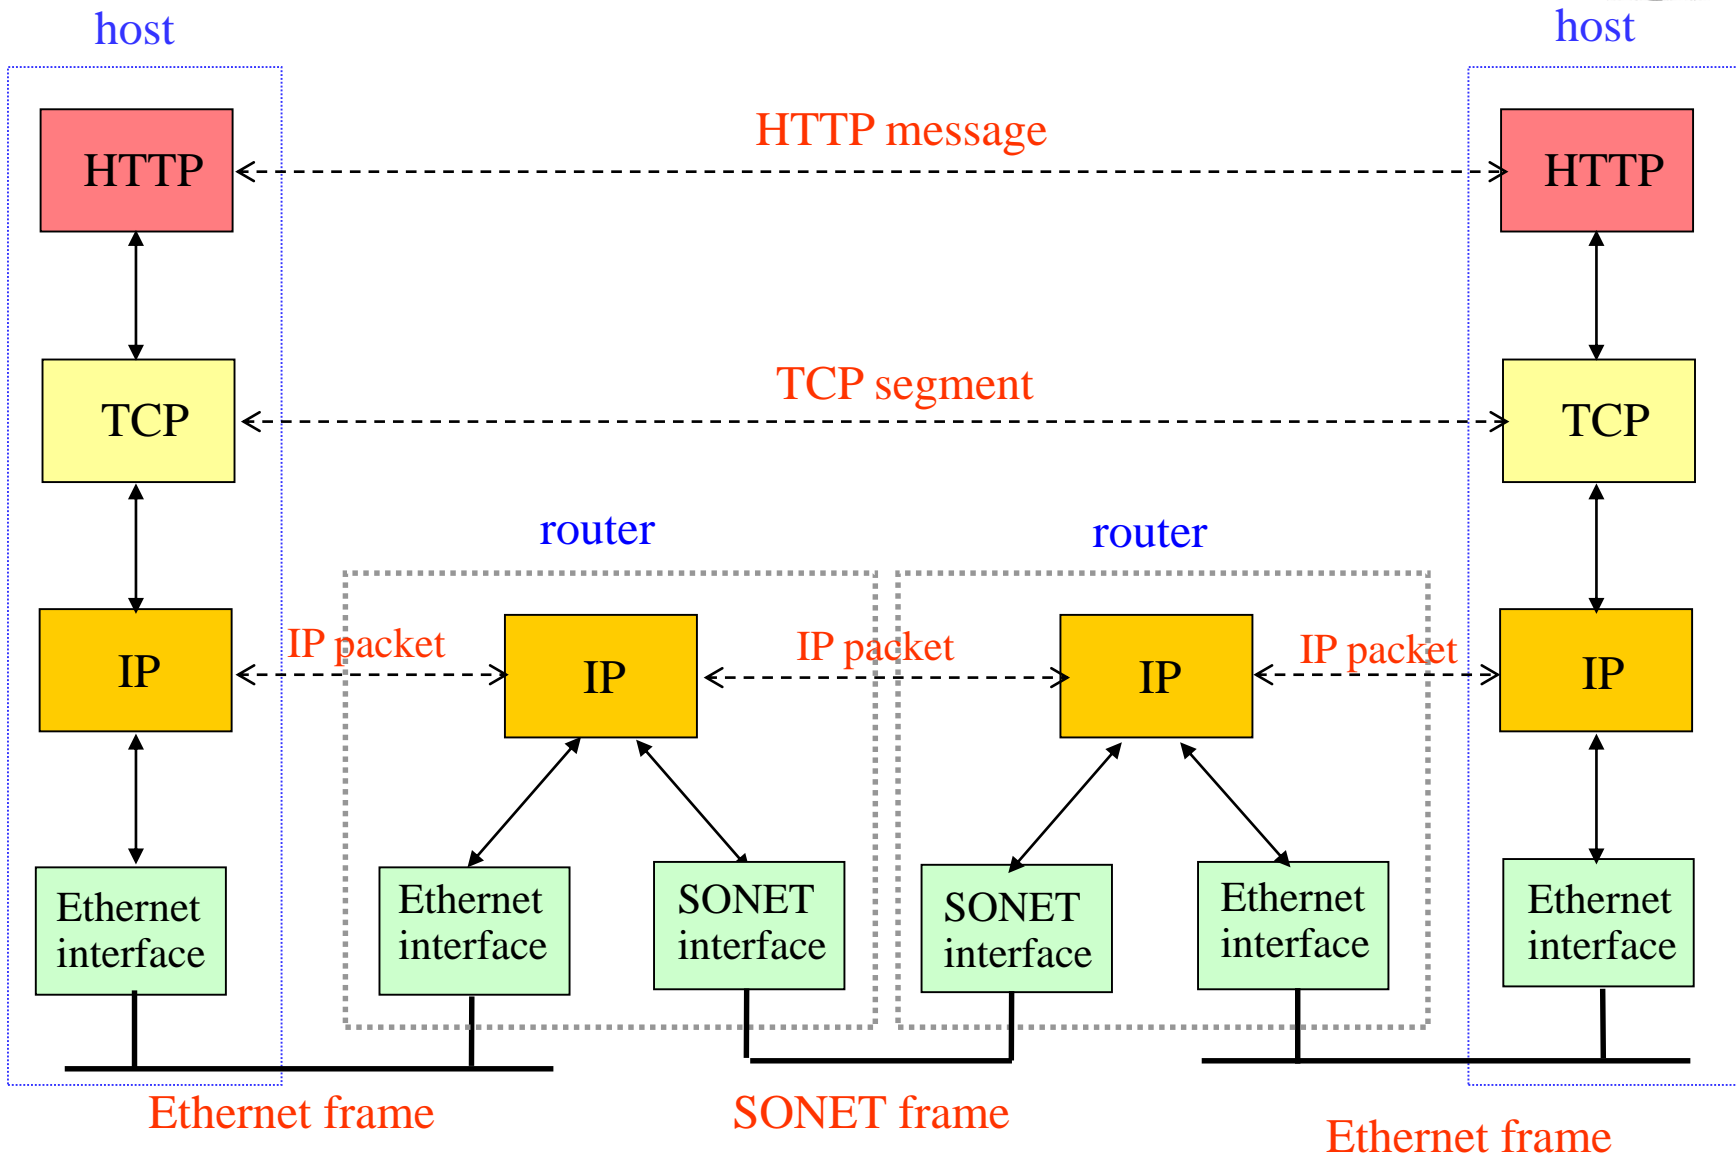 host
host
HTTP message
HTTP
HTTP
TCP segment
TCP
TCP
router
router
IP packet
IP packet
IP packet
IP
IP
IP
IP
Ethernet
interface
Ethernet
interface
SONET
interface
SONET
interface
Ethernet
interface
Ethernet
interface
Ethernet frame
SONET frame
Ethernet frame